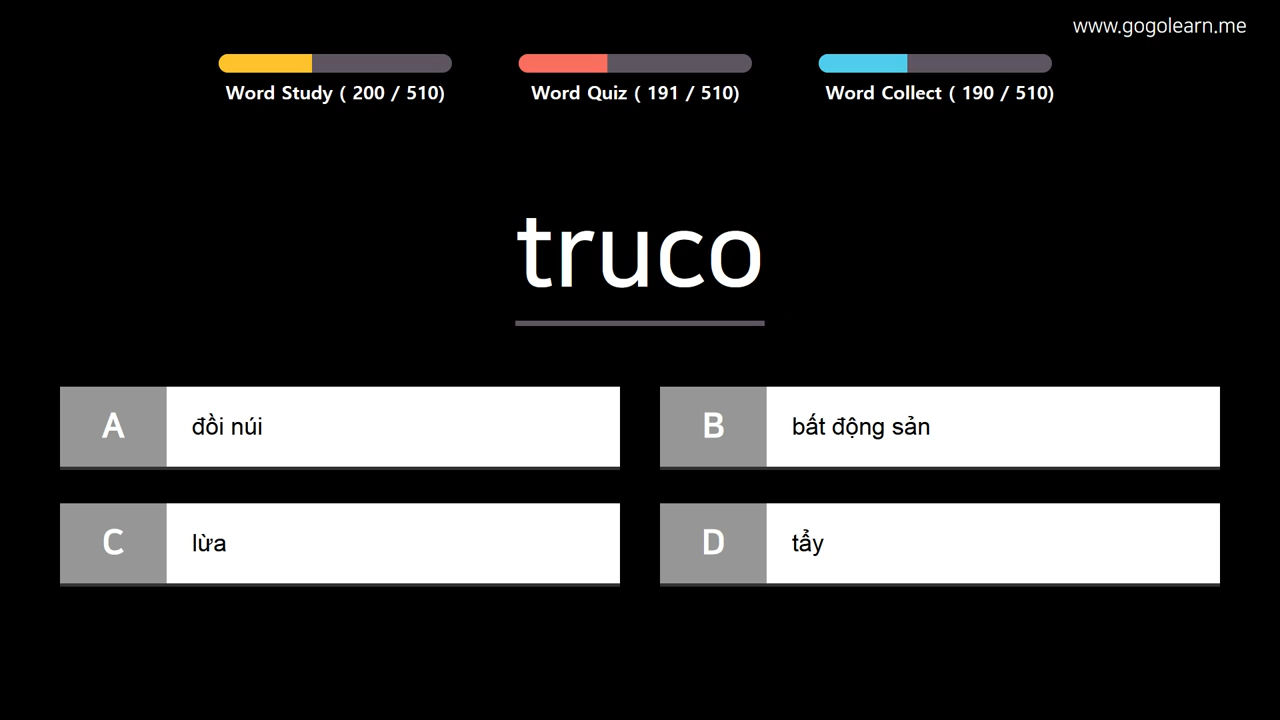 www.gogolearn.me
Word Study ( 200 / 510)
Word Quiz ( 191 / 510)
Word Collect ( 190 / 510)
truco
A đồi núi
B bất động sản
C lừa
D tẩy